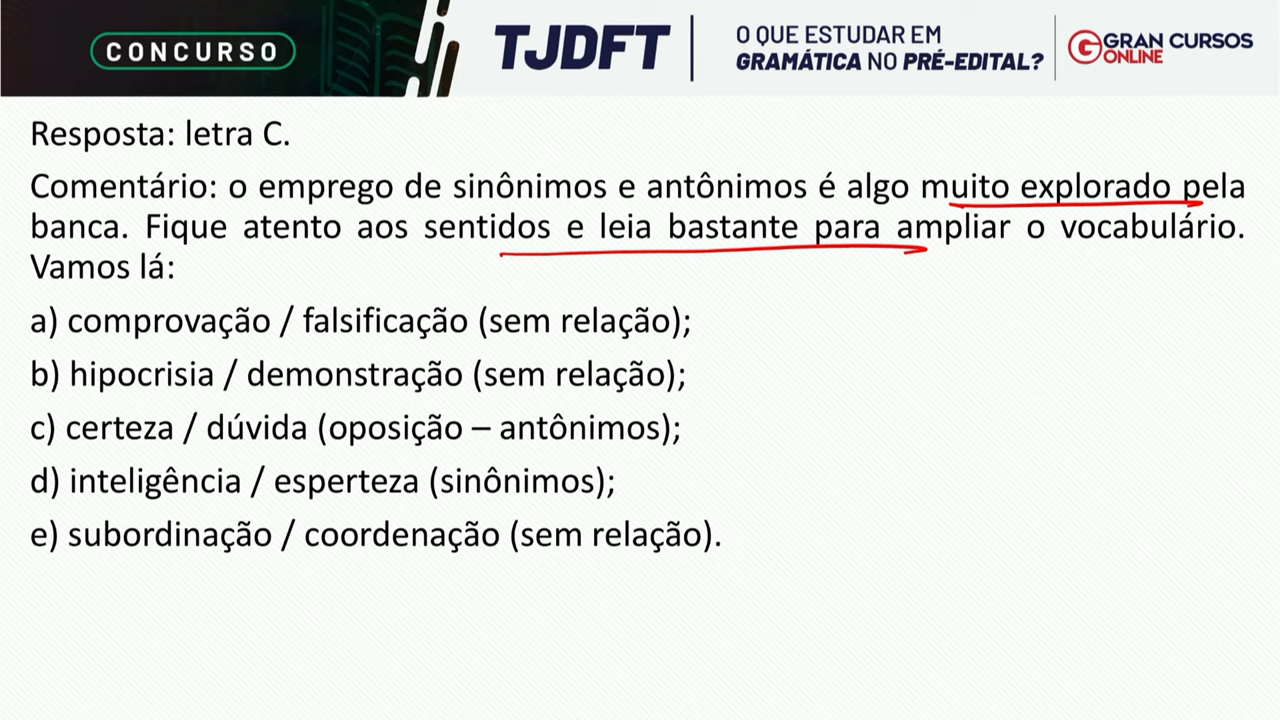 CONCURSO
TJDFT
O QUE ESTUDAR EM
GRAMÁTICA NO PRÉ-EDITAL?
GRAN CURSOS
ONLINE
Resposta: letra C.
Comentário: o emprego de sinônimos e antônimos é algo muito explorado pela
banca. Fique atento aos sentidos e leia bastante para ampliar o vocabulário.
Vamos lá:
a) comprovação / falsificação (sem relação);
b) hipocrisia / demonstração (sem relação);
c) certeza / dúvida (oposição – antônimos);
d) inteligência / esperteza (sinônimos);
e) subordinação / coordenação (sem relação).